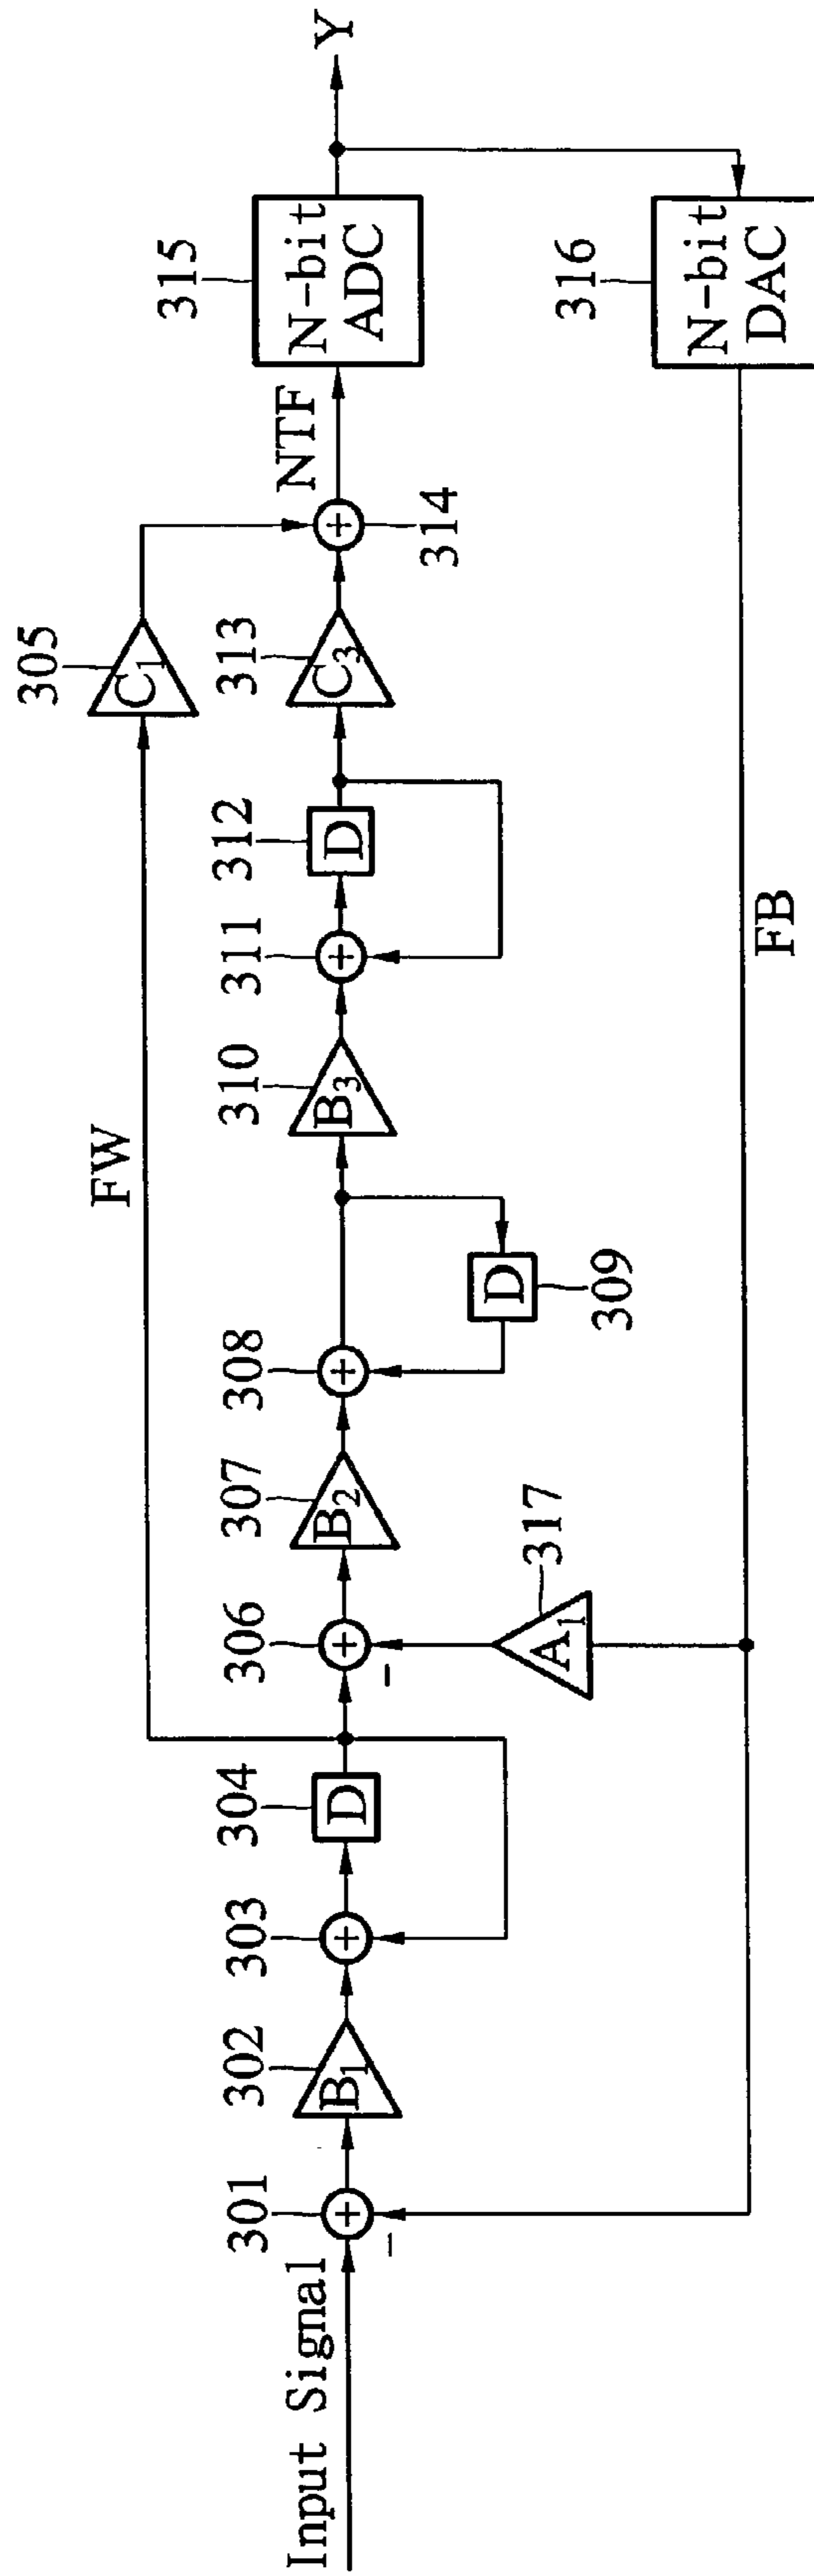 Input Signal
301
-
302
B1
303
304
D
FW
305
C1
306
-
317
A1
307
B2
308
309
D
310
B3
311
312
D
313
C3
314
NTF
315
N-bit
ADC
Y
316
N-bit
DAC
FB